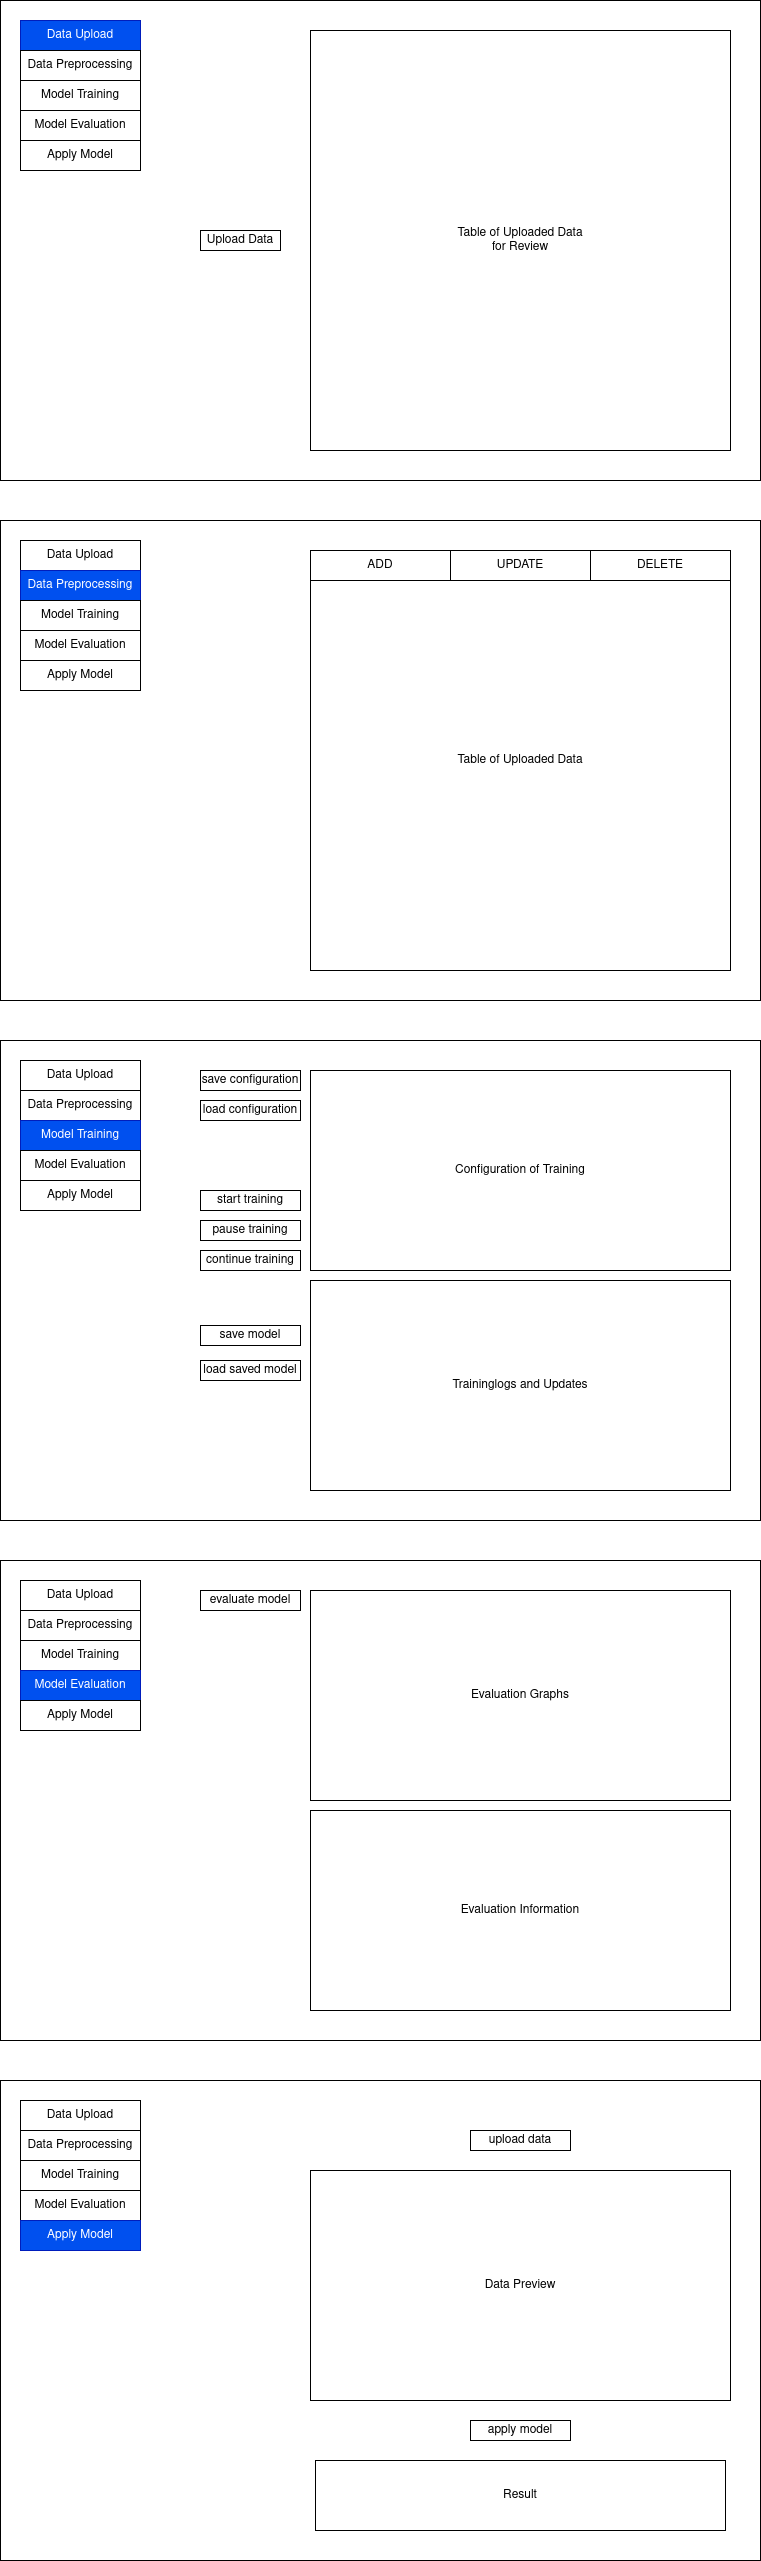 Data Upload
Data Preprocessing
Model Training
Model Evaluation
Apply Model
Upload Data
Table of Uploaded Data
for Review
Data Upload
Data Preprocessing
Model Training
Model Evaluation
Apply Model
ADD
UPDATE
DELETE
Table of Uploaded Data
Data Upload
Data Preprocessing
Model Training
Model Evaluation
Apply Model
save configuration
load configuration
start training
pause training
continue training
save model
load saved model
Configuration of Training
Traininglogs and Updates
Data Upload
Data Preprocessing
Model Training
Model Evaluation
Apply Model
evaluate model
Evaluation Graphs
Evaluation Information
Data Upload
Data Preprocessing
Model Training
Model Evaluation
Apply Model
upload data
Data Preview
apply model
Result